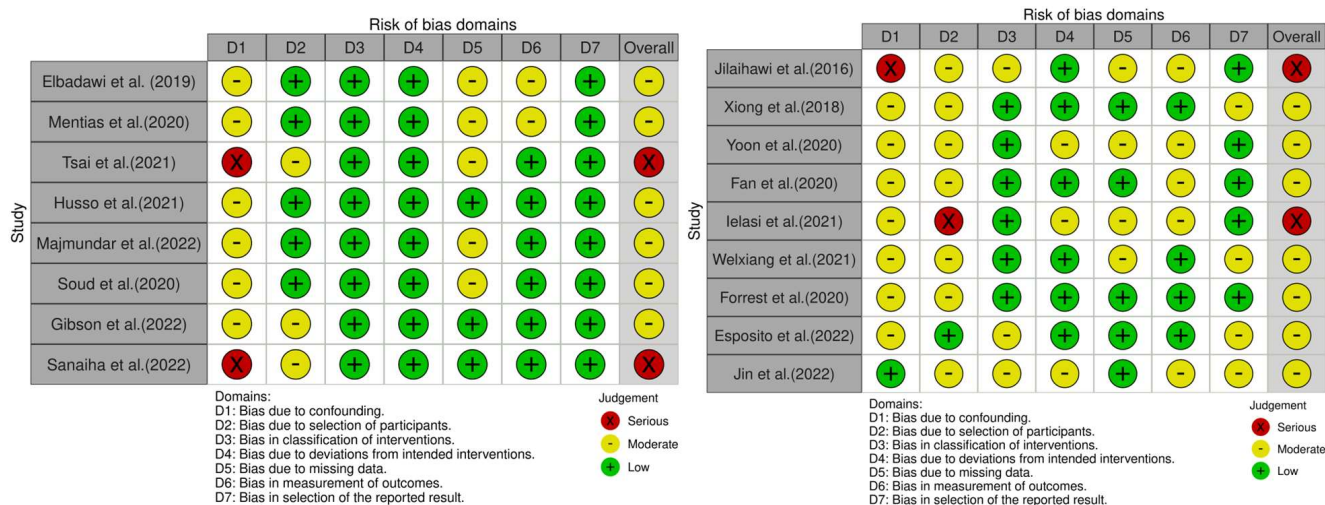 Risk of bias domains
D1 D2 D3 D4 D5 D6 D7 Overall
Study
Elbadawi et al.(2019) - + + + - - + -
Mentias et al.(2020) - + + + - - + -
Tsai et al.(2021) X - + + - + + X
Husso et al.(2021) - + + + + + + -
Majmundar et al.(2022) - + + + - + + -
Soud et al.(2020) - + + + - + + -
Gibson et al.(2022) - - + + + + + -
Sanaiha et al.(2022) X - + + + + + X
Domains:
D1: Bias due to confounding.
D2: Bias due to selection of participants.
D3: Bias in classification of interventions.
D4: Bias due to deviations from intended interventions.
D5: Bias due to missing data.
D6: Bias in measurement of outcomes.
D7: Bias in selection of the reported result.
Judgement
X Serious
- Moderate
+ Low
Risk of bias domains
D1 D2 D3 D4 D5 D6 D7 Overall
Study
Jilaihawi et al.(2016) X - - + - - + X
Xiong et al.(2018) - - + + + + - -
Yoon et al.(2020) - - + - - - + -
Fan et al.(2020) - - + + + - + -
Ielasi et al.(2021) - X + - - - + X
Welxiang et al.(2021) - - + + - + - -
Forrest et al.(2020) - - + + + + + -
Esposito et al.(2022) - + - + + + - -
Jin et al.(2022) + - - - + - - -
Domains:
D1: Bias due to confounding.
D2: Bias due to selection of participants.
D3: Bias in classification of interventions.
D4: Bias due to deviations from intended interventions.
D5: Bias due to missing data.
D6: Bias in measurement of outcomes.
D7: Bias in selection of the reported result.
Judgement
X Serious
- Moderate
+ Low